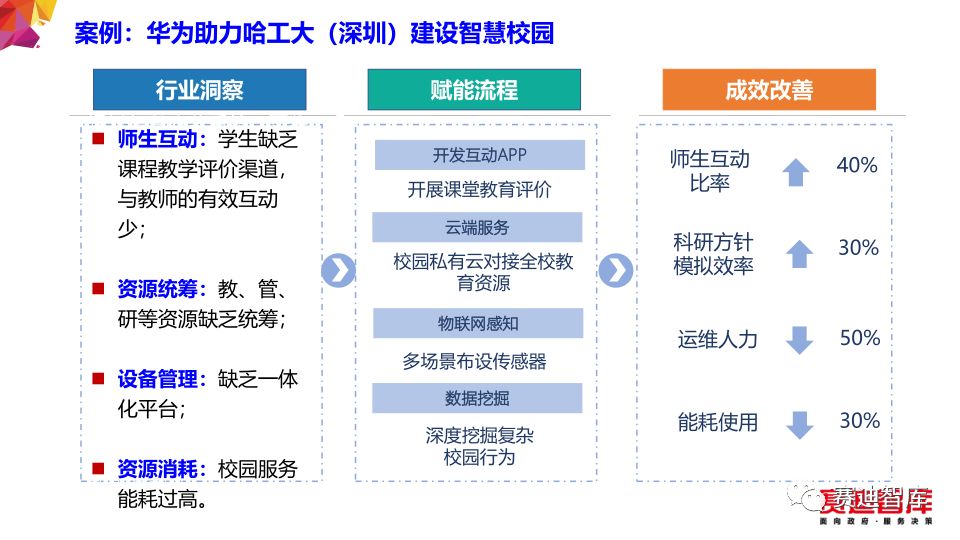 案例：华为助力哈工大（深圳）建设智慧校园
行业洞察
师生互动：学生缺乏
课程教学评价渠道，
与教师的有效互动
少；
资源统筹：教、管、
研等资源缺乏统筹；
设备管理：缺乏一体
化平台；
资源消耗：校园服务
能耗过高。
赋能流程
开发互动APP
开展课堂教育评价
云端服务
校园私有云对接全校教
育资源
物联网感知
多场景布设传感器
数据挖掘
深度挖掘复杂
校园行为
成效改善
师生互动
比率
40%
科研方针
模拟效率
30%
运维人力
50%
能耗使用
30%
赛迪智库
赛迪智库
面向政府·服务决策